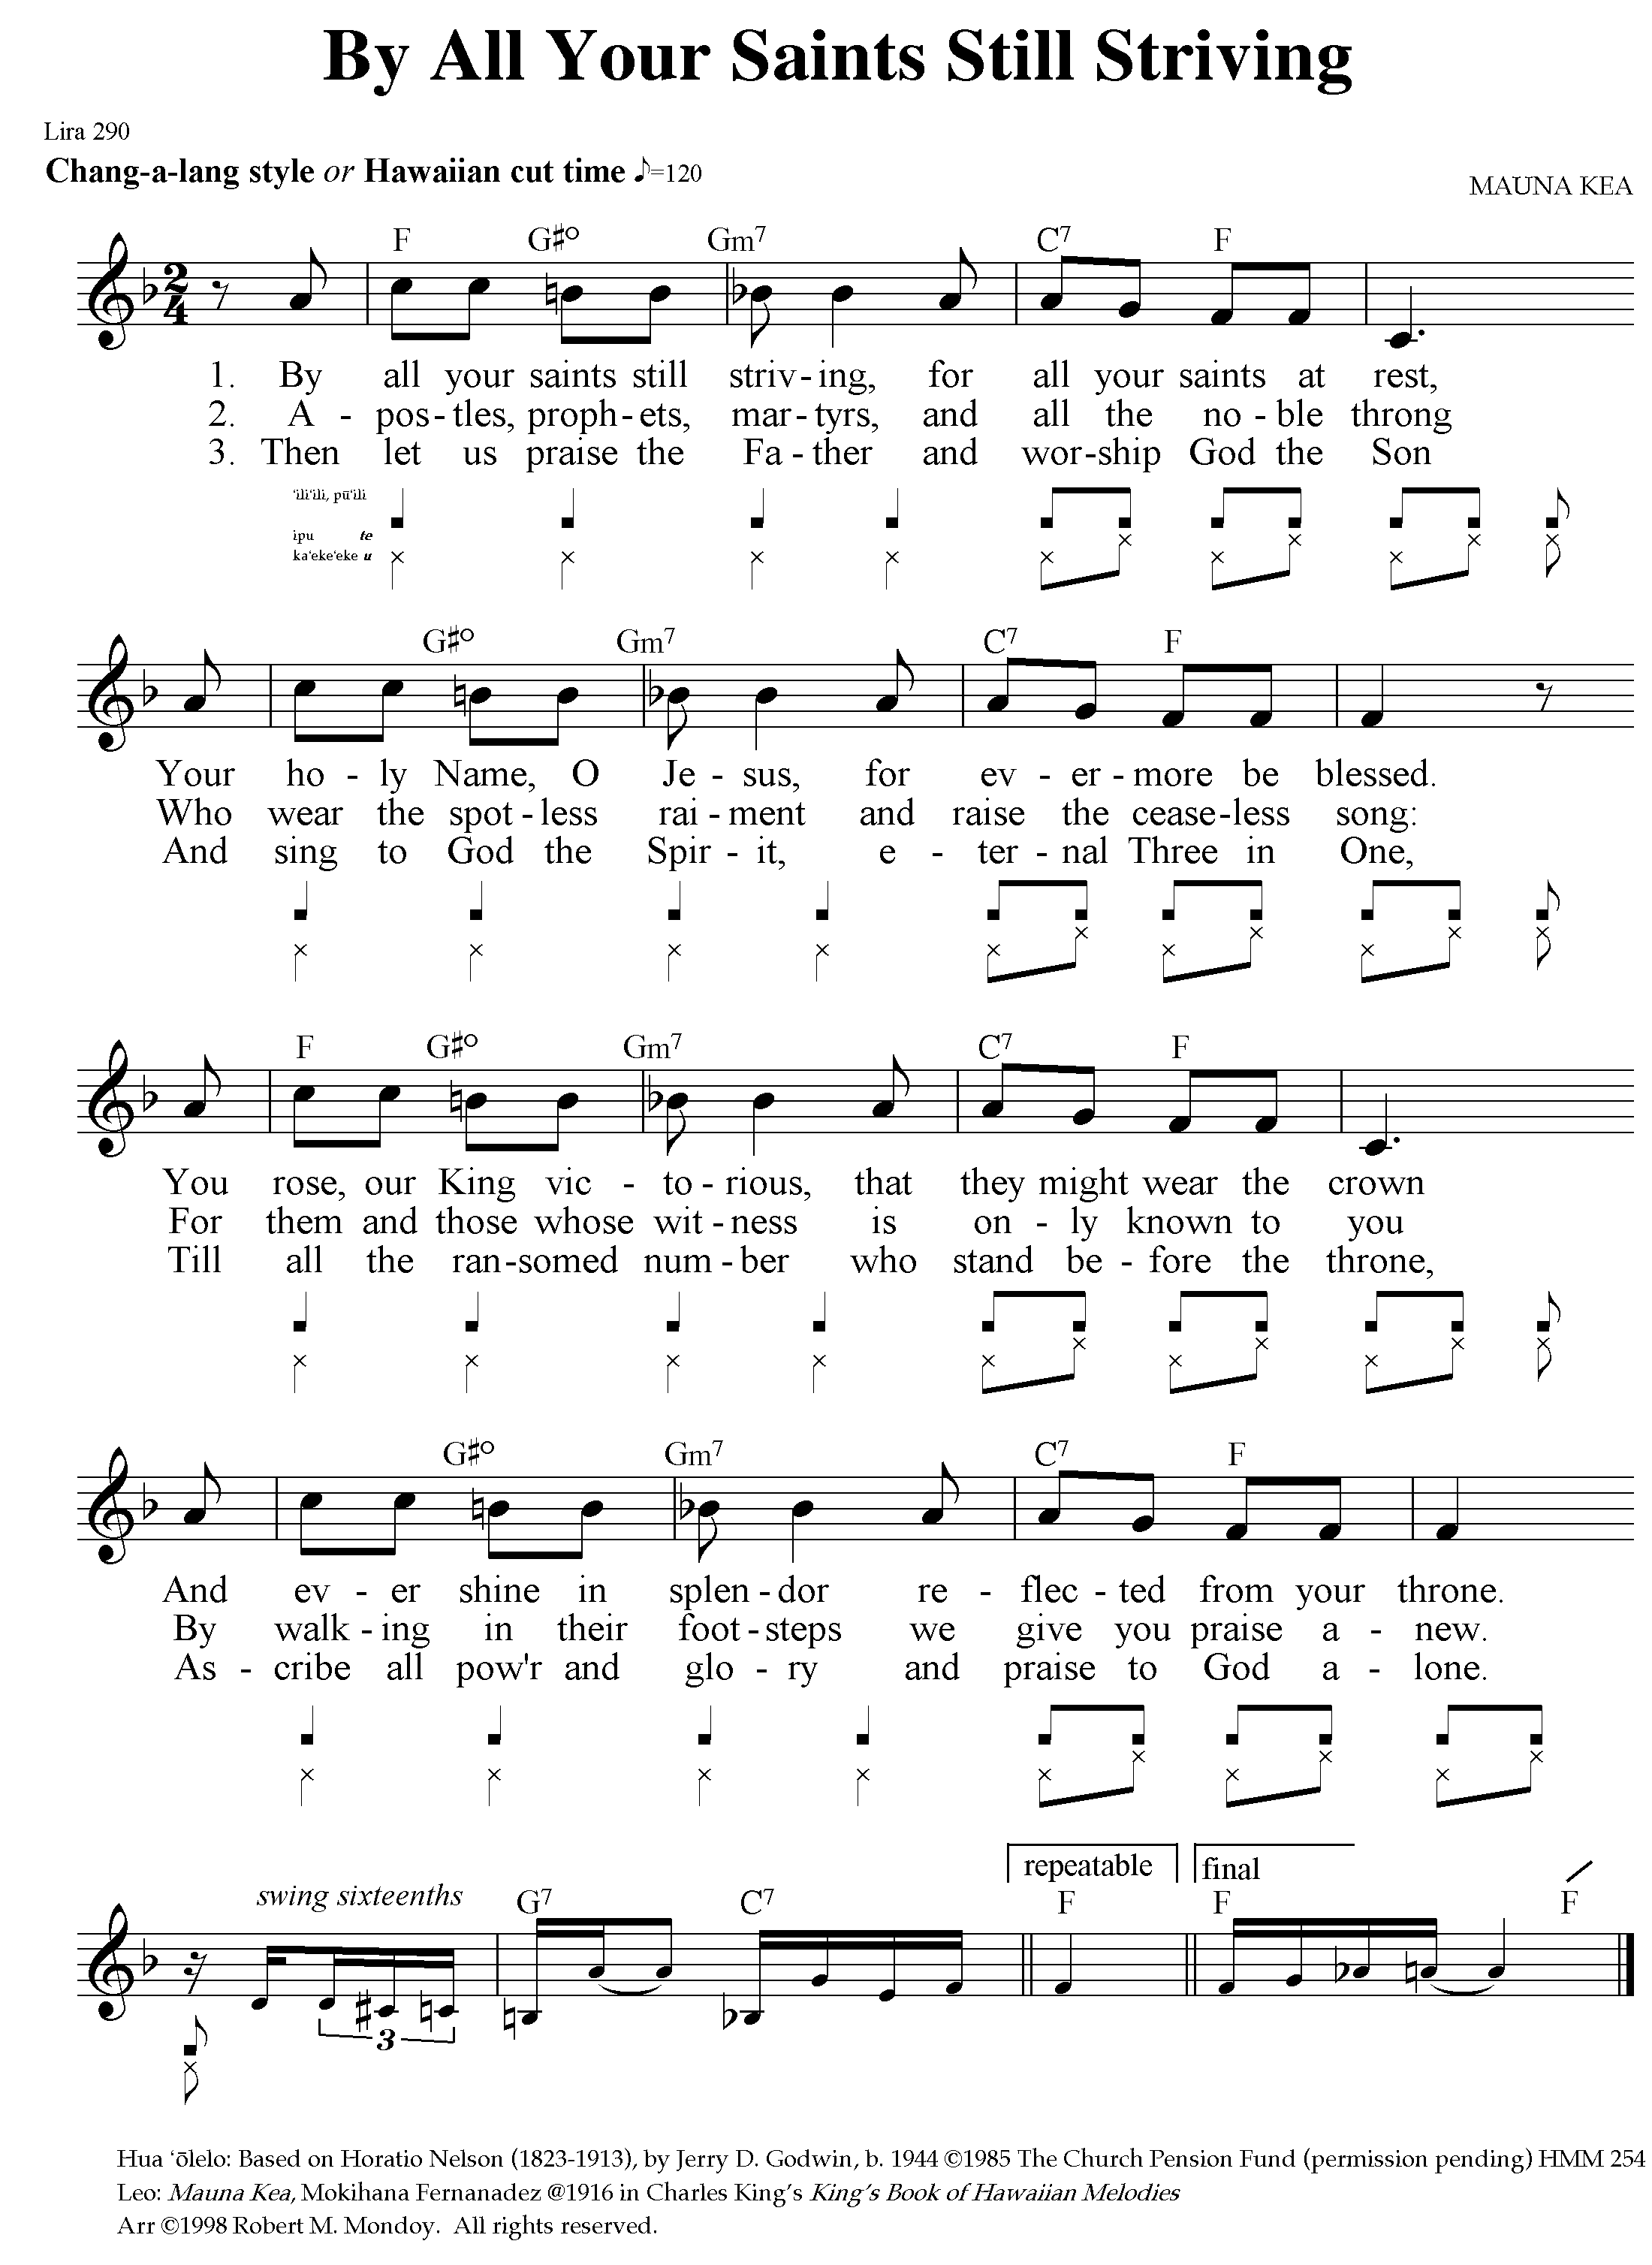 By All Your Saints Still Striving
Lira 290
Chang-a-lang style or Hawaiian cut time ♪=120
MAUNA KEA
F G#° Gm7 C7 F
2
4
1. By all your saints still striv-ing, for all your saints at rest,
2. A - pos-tles, proph-ets, mar-tyrs, and all the no-ble throng
3. Then let us praise the Fa-ther and wor-ship God the Son
ʻiliʻili, pūʻili
ipu te
kaʻekeʻeke u
G#° Gm7 C7 F
Your ho - ly Name, O Je - sus, for ev - er-more be blessed.
Who wear the spot-less rai-ment and raise the cease-less song:
And sing to God the Spir - it, e - ter - nal Three in One,
F G#° Gm7 C7 F
You rose, our King vic - to-rious, that they might wear the crown
For them and those whose wit-ness is on - ly known to you
Till all the ran-somed num-ber who stand be - fore the throne,
G#° Gm7 C7 F
And ev - er shine in splen-dor re - flec - ted from your throne.
By walk - ing in their foot-steps we give you praise a - new.
As - cribe all pow'r and glo - ry and praise to God a - lone.
repeatable final
swing sixteenths G7 C7 F F F
3
Hua ʻōlelo: Based on Horatio Nelson (1823-1913), by Jerry D. Godwin, b. 1944 ©1985 The Church Pension Fund (permission pending) HMM 254
Leo: Mauna Kea, Mokihana Fernanadez @1916 in Charles King's King's Book of Hawaiian Melodies
Arr ©1998 Robert M. Mondoy. All rights reserved.